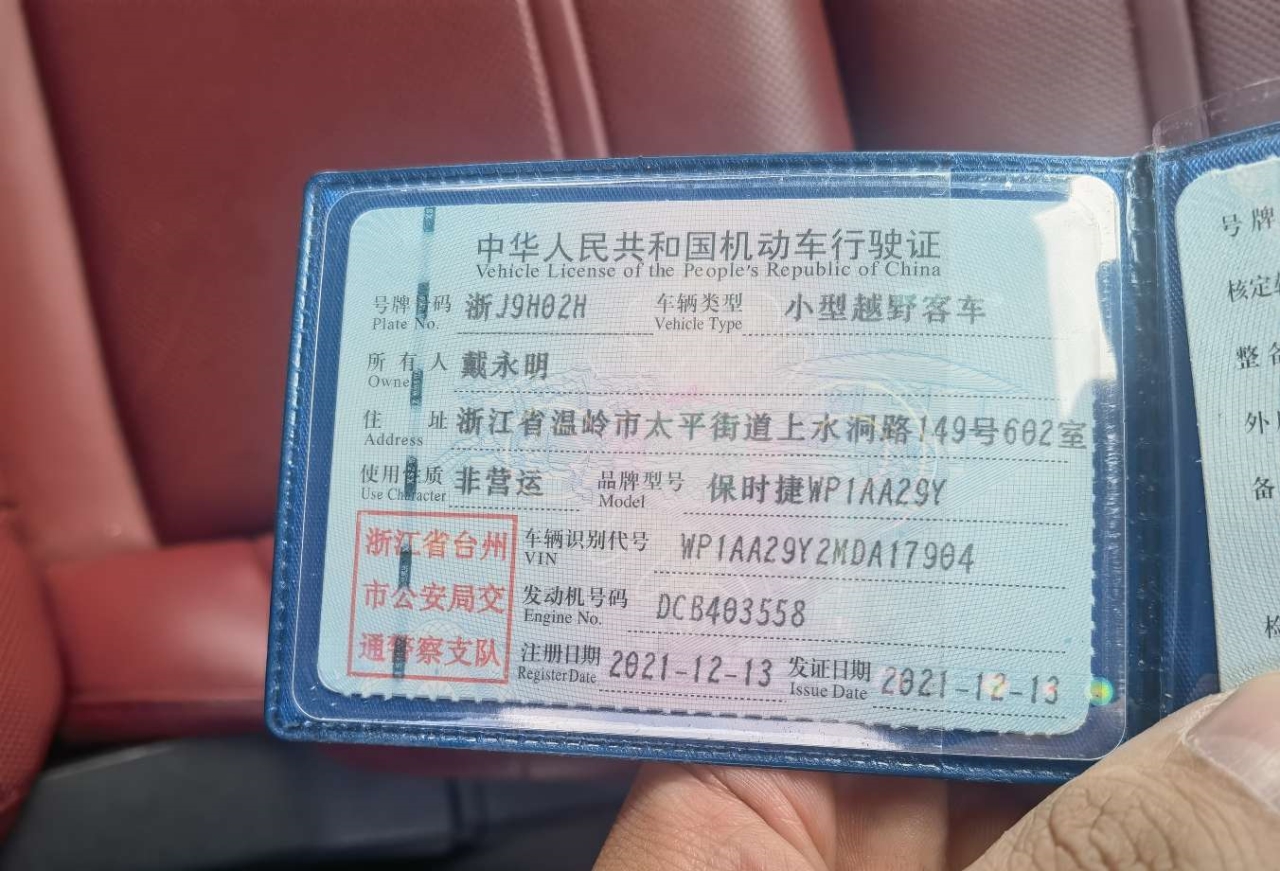 中华人民共和国机动车行驶证
Vehicle License of the People's Republic of China
号牌号码 浙J9H02H 车辆类型 小型越野客车
Plate No. Vehicle Type
所有人 戴永明
Owner
住址 浙江省温岭市太平街道上水洞路149号602室
Address
使用性质 非营运 品牌型号 保时捷WP1AA29Y
Use Character Model
浙江省台州
市公安局交
通警察支队
车辆识别代号 WP1AA29Y2MDA17904
VIN
发动机号码 DCB403558
Engine No.
注册日期 2021-12-13 发证日期 2021-12-13
Register Date Issue Date
号牌
核定
整备
外
备
检